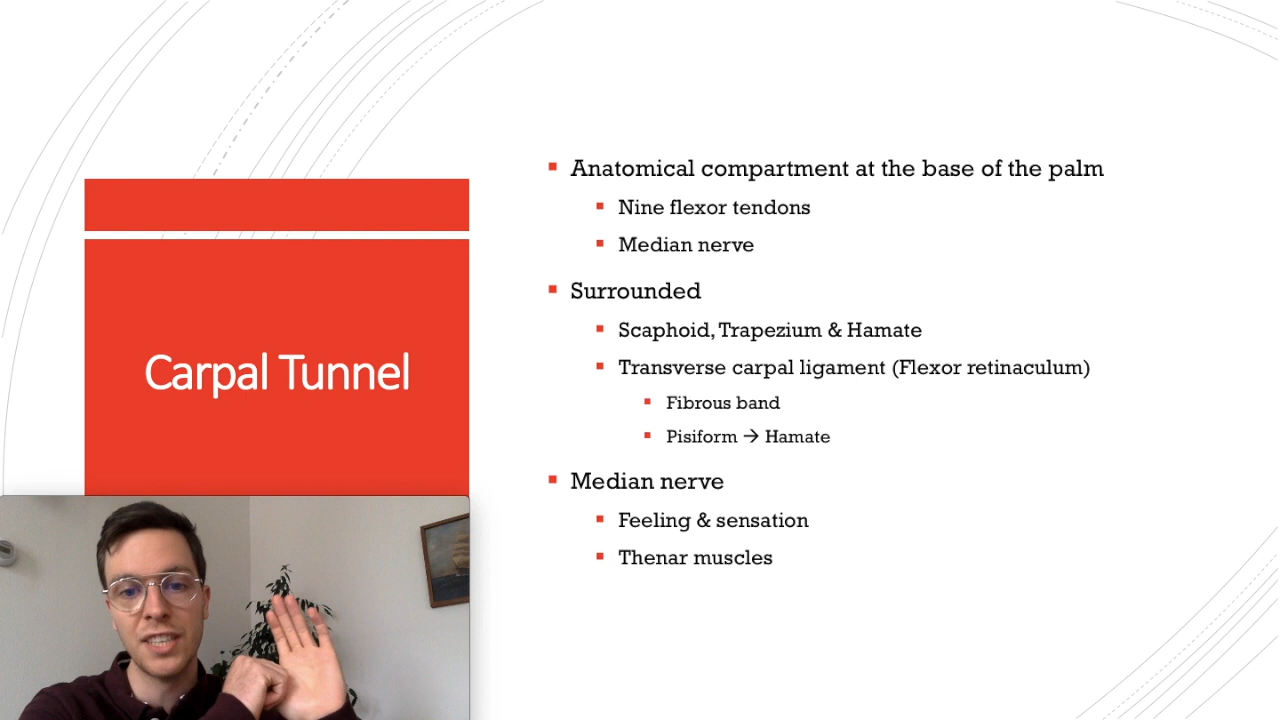 Carpal Tunnel
Anatomical compartment at the base of the palm
Nine flexor tendons
Median nerve
Surrounded
Scaphoid, Trapezium & Hamate
Transverse carpal ligament (Flexor retinaculum)
Fibrous band
Pisiform → Hamate
Median nerve
Feeling & sensation
Thenar muscles